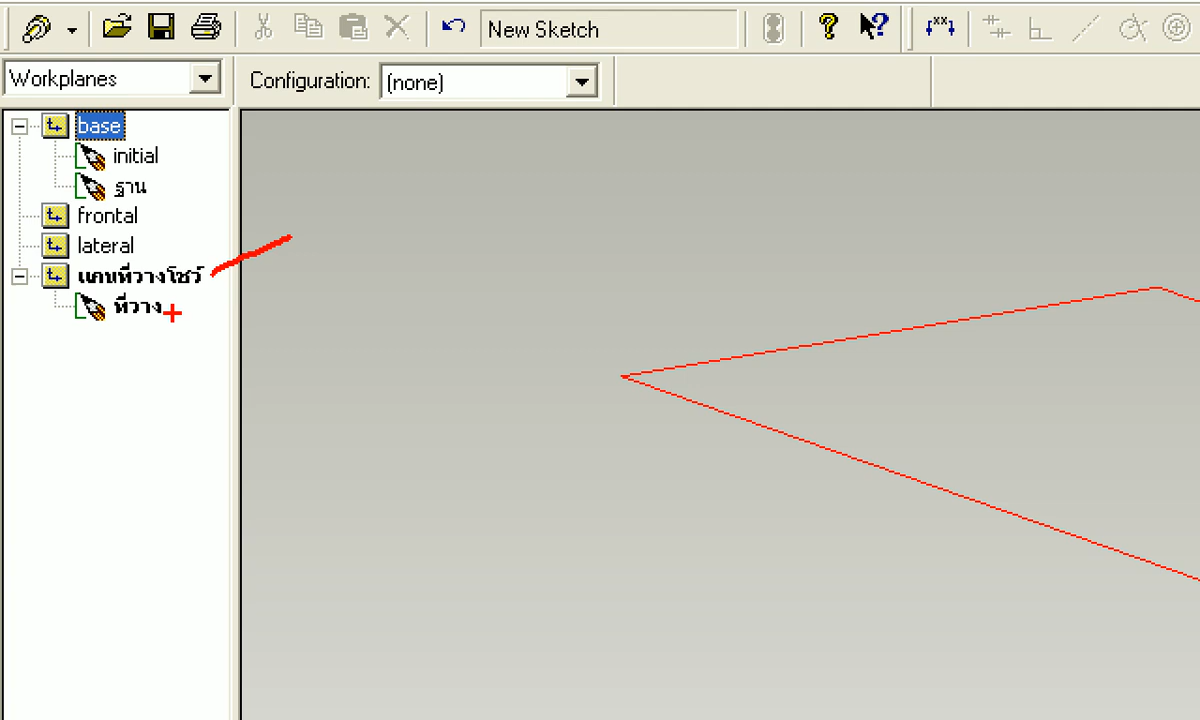 New Sketch
Workplanes
Configuration: (none)
base
initial
ฐาน
frontal
lateral
แกนที่วางโชว์
ที่วาง